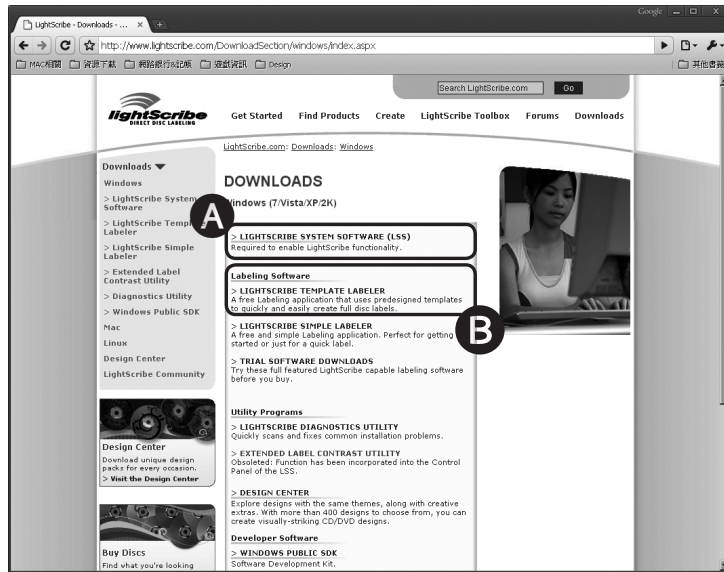 Google
LightScribe - Downloads - ...
http://www.lightscribe.com/DownloadSection/windows/index.aspx
MAC相關 資源下載 網路銀行&記帳 遊戲資訊 Design 其他書籤
lightScribe
DIRECT DISC LABELING
Search LightScribe.com Go
Get Started Find Products Create LightScribe Toolbox Forums Downloads
LightScribe.com: Downloads: Windows
Downloads
Windows
> LightScribe System Software
> LightScribe Template Labeler
> LightScribe Simple Labeler
> Extended Label Contrast Utility
> Diagnostics Utility
> Windows Public SDK
Mac
Linux
Design Center
LightScribe Community
DOWNLOADS
Windows (7/Vista/XP/2K)
A
> LIGHTSCRIBE SYSTEM SOFTWARE (LSS)
Required to enable LightScribe functionality.
Labeling Software
> LIGHTSCRIBE TEMPLATE LABELER
A free Labeling application that uses predesigned templates
to quickly and easily create full disc labels.
B
> LIGHTSCRIBE SIMPLE LABELER
A free and simple Labeling application. Perfect for getting
started or just for a quick label.
> TRIAL SOFTWARE DOWNLOADS
Try these full featured LightScribe capable labeling software
before you buy.
Utility Programs
> LIGHTSCRIBE DIAGNOSTICS UTILITY
Quickly scans and fixes common installation problems.
> EXTENDED LABEL CONTRAST UTILITY
Obsoleted: Function has been incorporated into the Control
Panel of the LSS.
> DESIGN CENTER
Explore designs with the same themes, along with creative
extras. With more than 400 designs to choose from, you can
create visually-striking CD/DVD designs.
Developer Software
> WINDOWS PUBLIC SDK
Software Development Kit.
Design Center
Download unique design
packs for every occasion.
> Visit the Design Center
Buy Discs
Find what you're looking